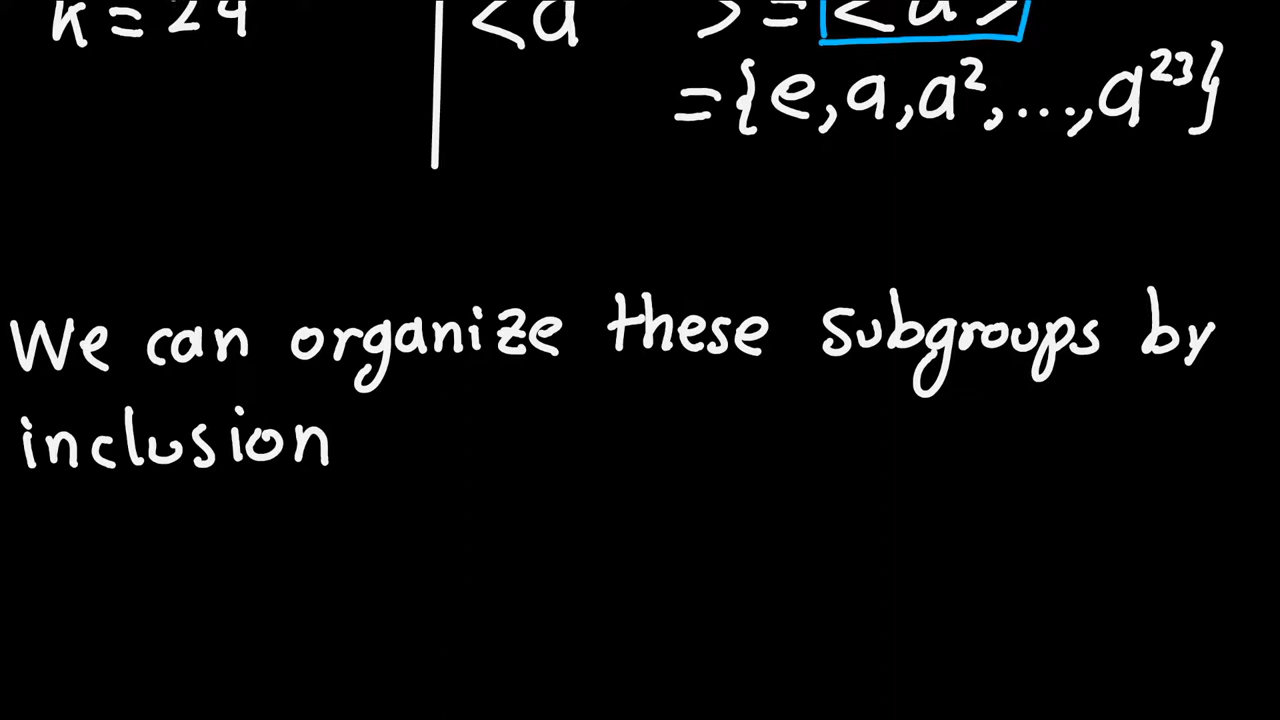 k = 24 <a >= <a>
={e,a,a²,...,a²³}
We can organize these subgroups by
inclusion